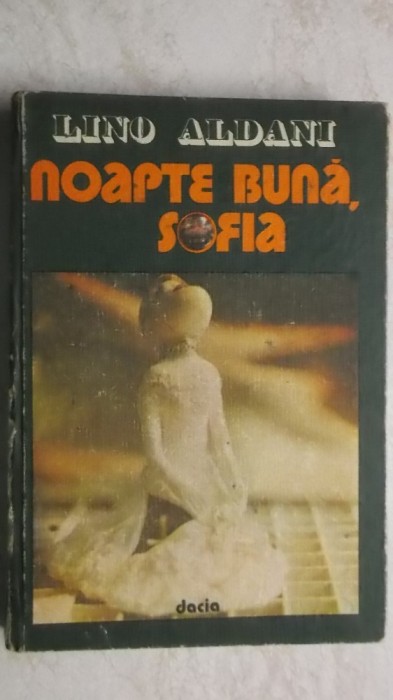 LINO ALDANI
NOAPTE BUNĂ,
SOFIA
dacia